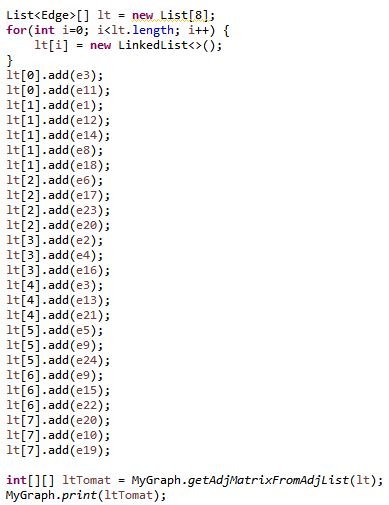 List<Edge>[] lt = new List[8];
for(int i=0; i<lt.length; i++) {
    lt[i] = new LinkedList<>();
}
lt[0].add(e3);
lt[0].add(e11);
lt[1].add(e1);
lt[1].add(e12);
lt[1].add(e14);
lt[1].add(e8);
lt[1].add(e18);
lt[2].add(e6);
lt[2].add(e17);
lt[2].add(e23);
lt[2].add(e20);
lt[3].add(e2);
lt[3].add(e4);
lt[3].add(e16);
lt[4].add(e3);
lt[4].add(e13);
lt[4].add(e21);
lt[5].add(e5);
lt[5].add(e9);
lt[5].add(e24);
lt[6].add(e9);
lt[6].add(e15);
lt[6].add(e22);
lt[7].add(e20);
lt[7].add(e10);
lt[7].add(e19);

int[][] ltTomat = MyGraph.getAdjMatrixFromAdjList(lt);
MyGraph.print(ltTomat);